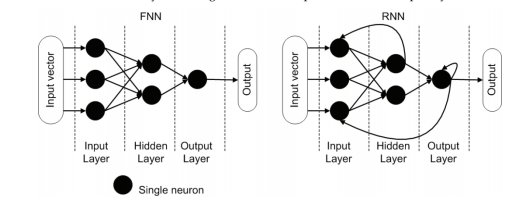 FNN
RNN
Input vector
Output
Input vector
Output
Input
Layer
Hidden
Layer
Output
Layer
Input
Layer
Hidden
Layer
Output
Layer
Single neuron